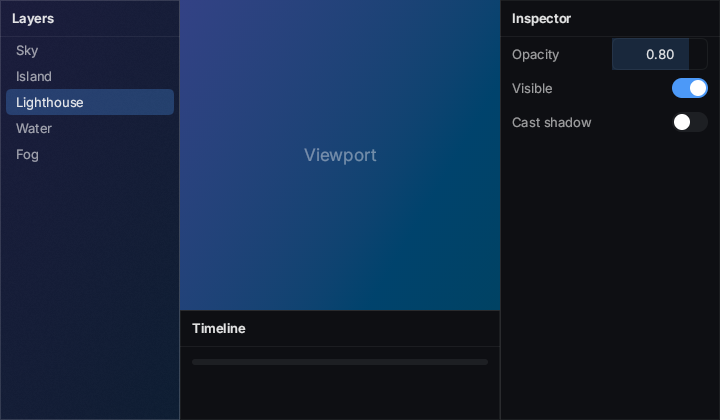 Layers
Sky
Island
Lighthouse
Water
Fog
Viewport
Timeline
Inspector
Opacity 0.80
Visible
Cast shadow